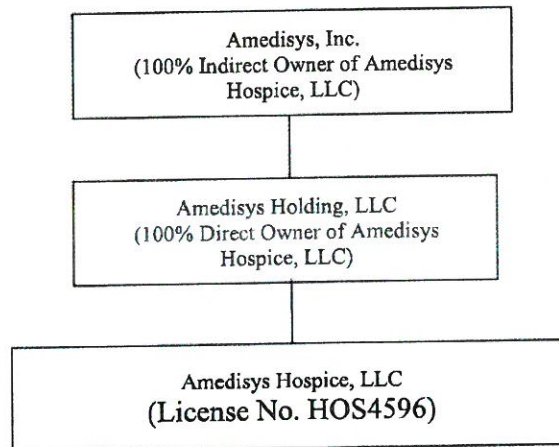 Amedisys, Inc.
(100% Indirect Owner of Amedisys
Hospice, LLC)
Amedisys Holding, LLC
(100% Direct Owner of Amedisys
Hospice, LLC)
Amedisys Hospice, LLC
(License No. HOS4596)